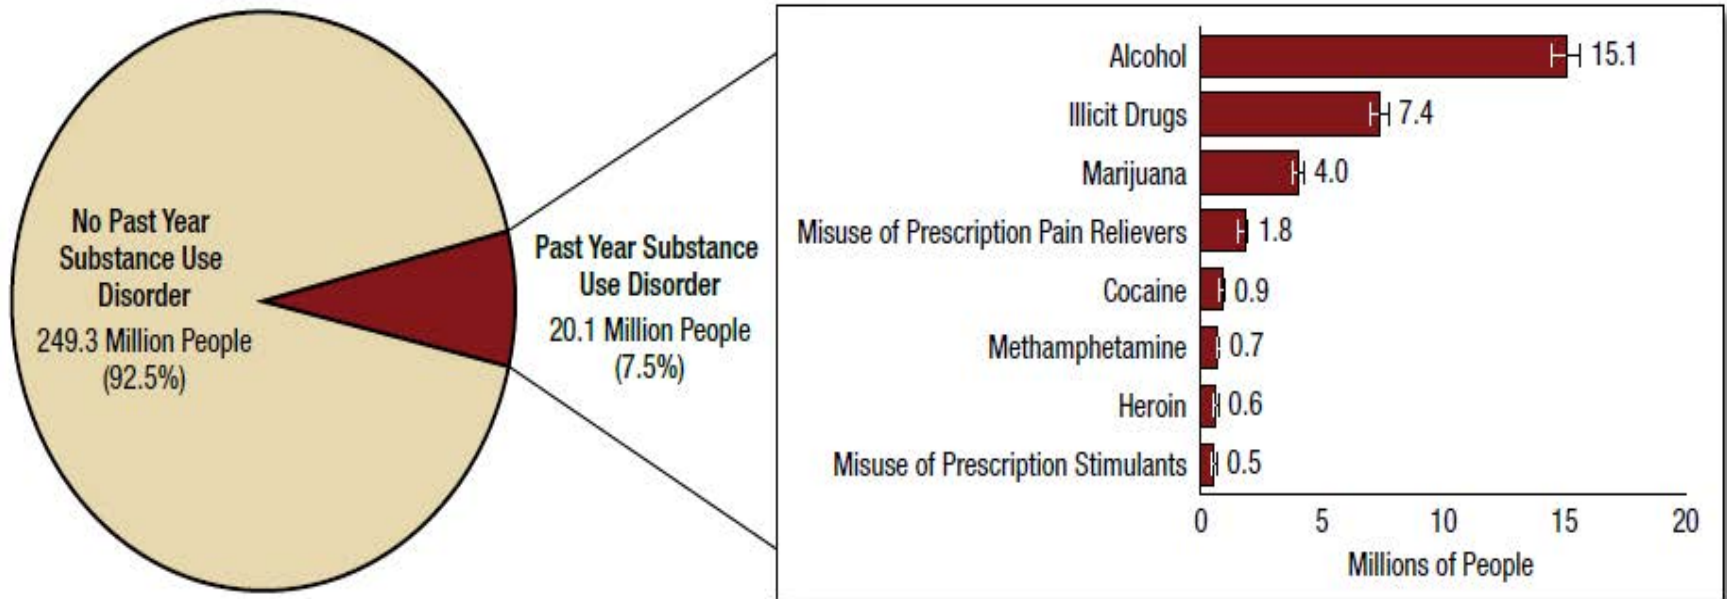 No Past Year
Substance Use
Disorder
249.3 Million People
(92.5%)
Past Year Substance
Use Disorder
20.1 Million People
(7.5%)
Alcohol 15.1
Illicit Drugs 7.4
Marijuana 4.0
Misuse of Prescription Pain Relievers 1.8
Cocaine 0.9
Methamphetamine 0.7
Heroin 0.6
Misuse of Prescription Stimulants 0.5
0 5 10 15 20
Millions of People